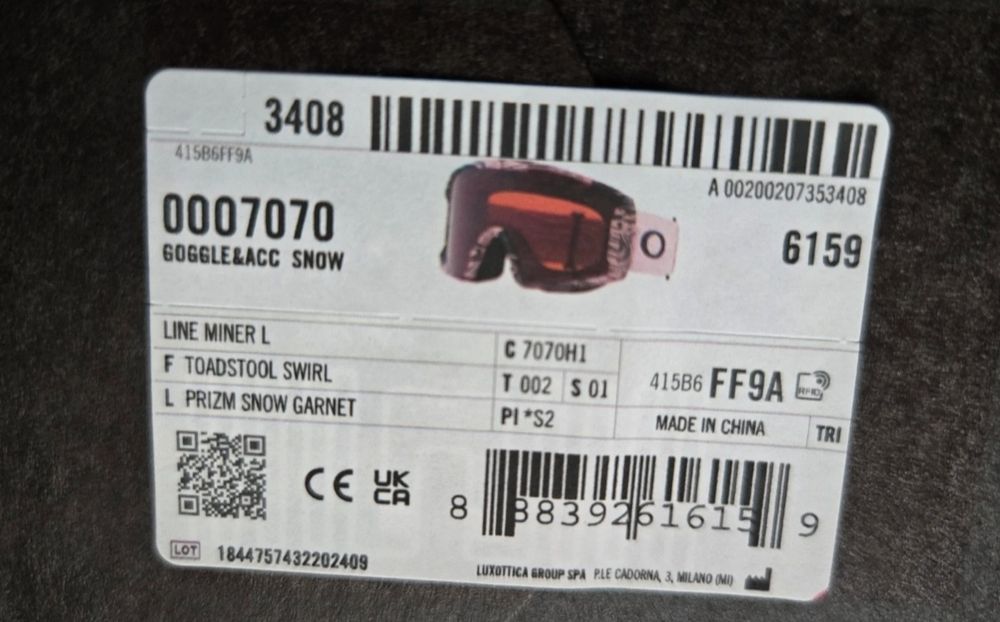 3408
415B6FF9A
A 00200207353408
0007070
6159
GOGGLE&ACC SNOW
LINE MINER L
C 7070H1
F TOADSTOOL SWIRL
T 002 S 01
415B6 FF9A RFID
L PRIZM SNOW GARNET
PI *S2
MADE IN CHINA
TRI
CE UKCA
8 883926 161615 9
LOT 1844757432202409
LUXOTTICA GROUP SPA P.LE CADORNA, 3, MILANO (MI)